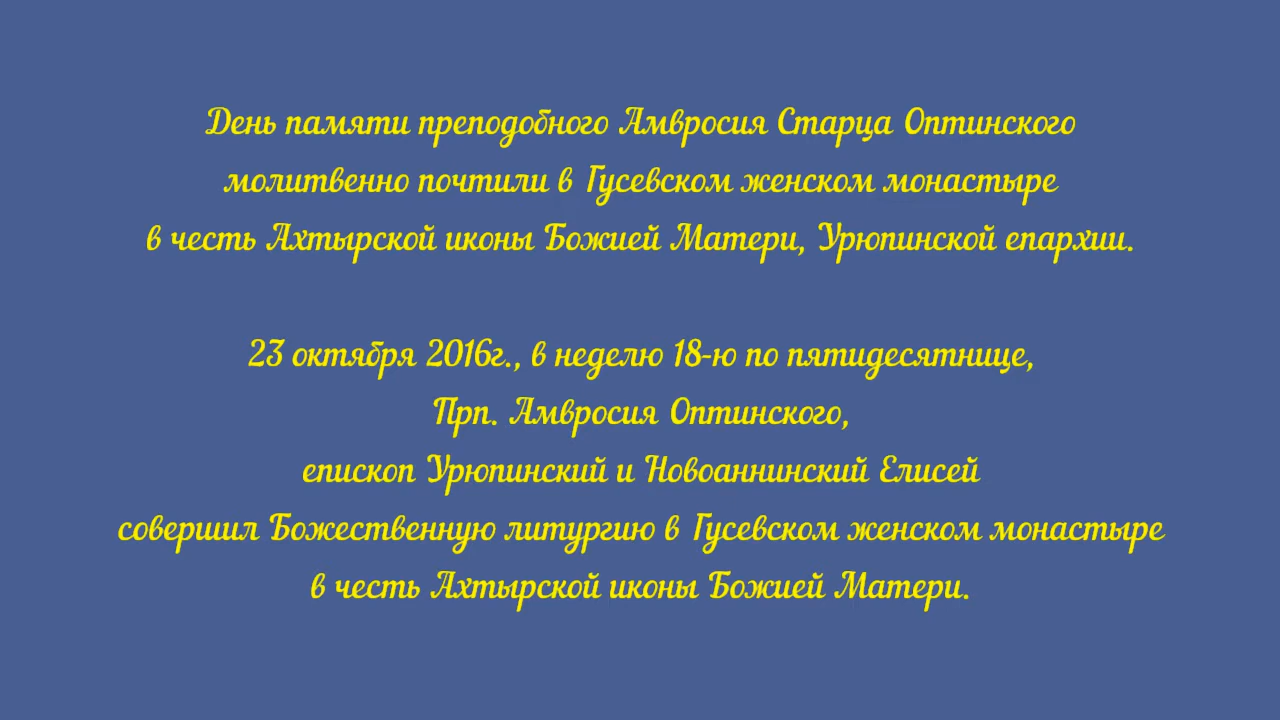 День памяти преподобного Амвросия Старца Оптинского
молитвенно почтили в Гусевском женском монастыре
в честь Ахтырской иконы Божией Матери, Урюпинской епархии.
23 октября 2016г., в неделю 18-ю по пятидесятнице,
Прп. Амвросия Оптинского,
епископ Урюпинский и Новоаннинский Елисей
совершил Божественную литургию в Гусевском женском монастыре
в честь Ахтырской иконы Божией Матери.